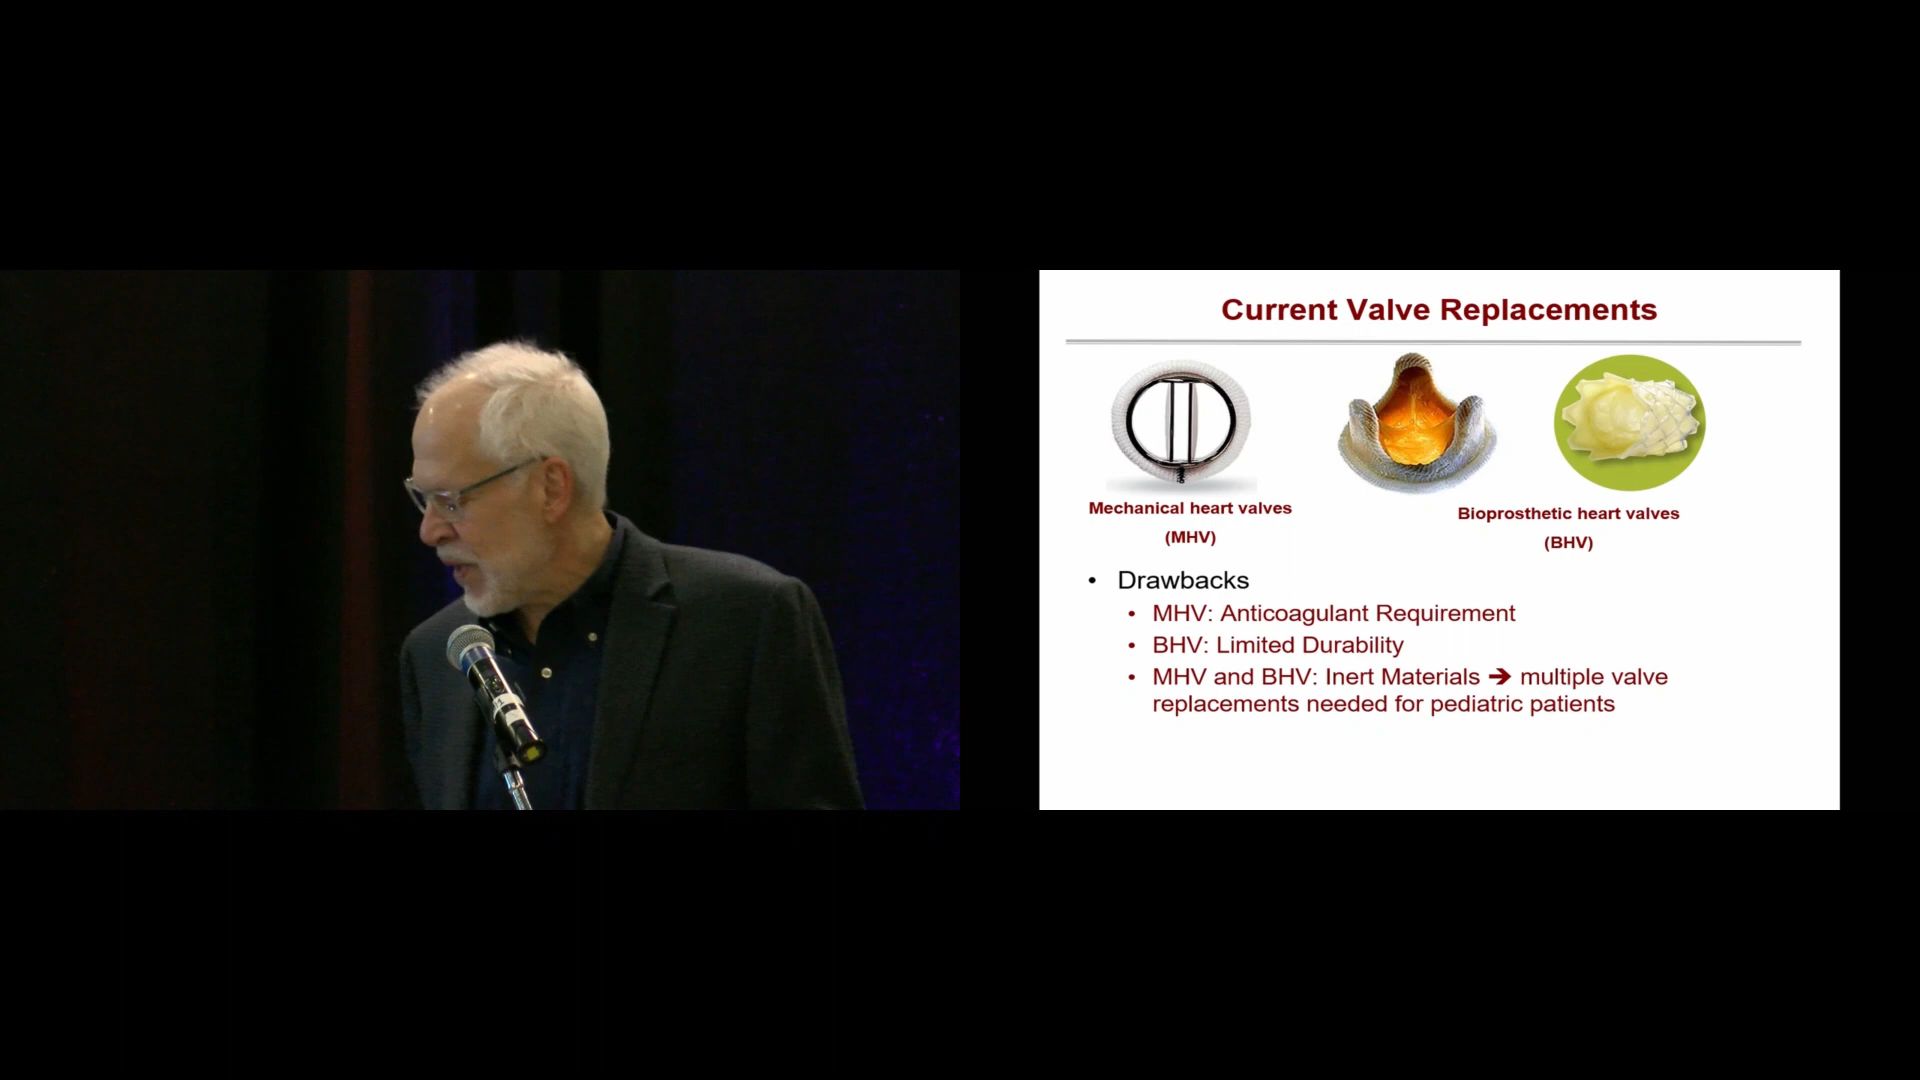 Current Valve Replacements
Mechanical heart valves
(MHV)
Bioprosthetic heart valves
(BHV)
• Drawbacks
• MHV: Anticoagulant Requirement
• BHV: Limited Durability
• MHV and BHV: Inert Materials ➔ multiple valve
replacements needed for pediatric patients